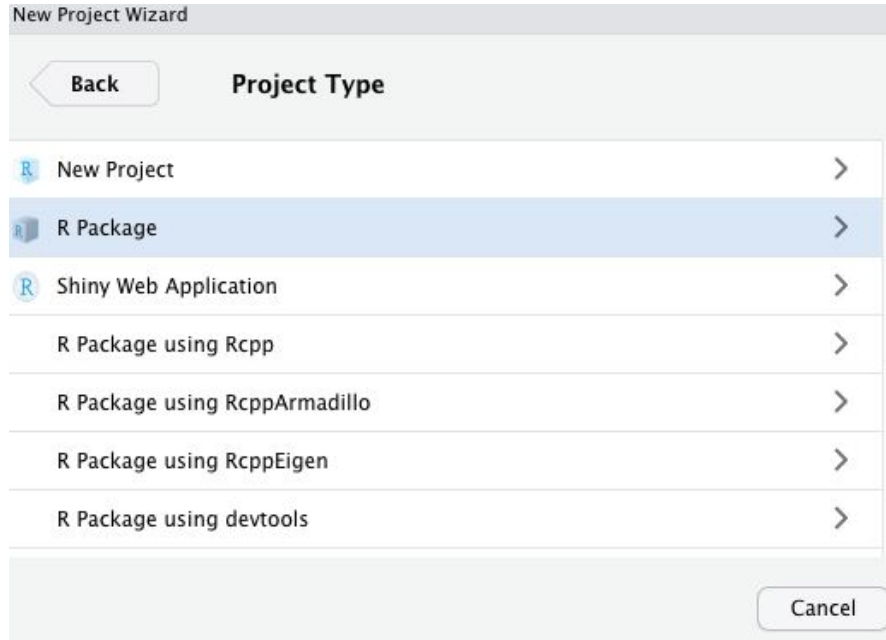 New Project Wizard
Back
Project Type
R New Project
R R Package
R Shiny Web Application
R Package using Rcpp
R Package using RcppArmadillo
R Package using RcppEigen
R Package using devtools
Cancel